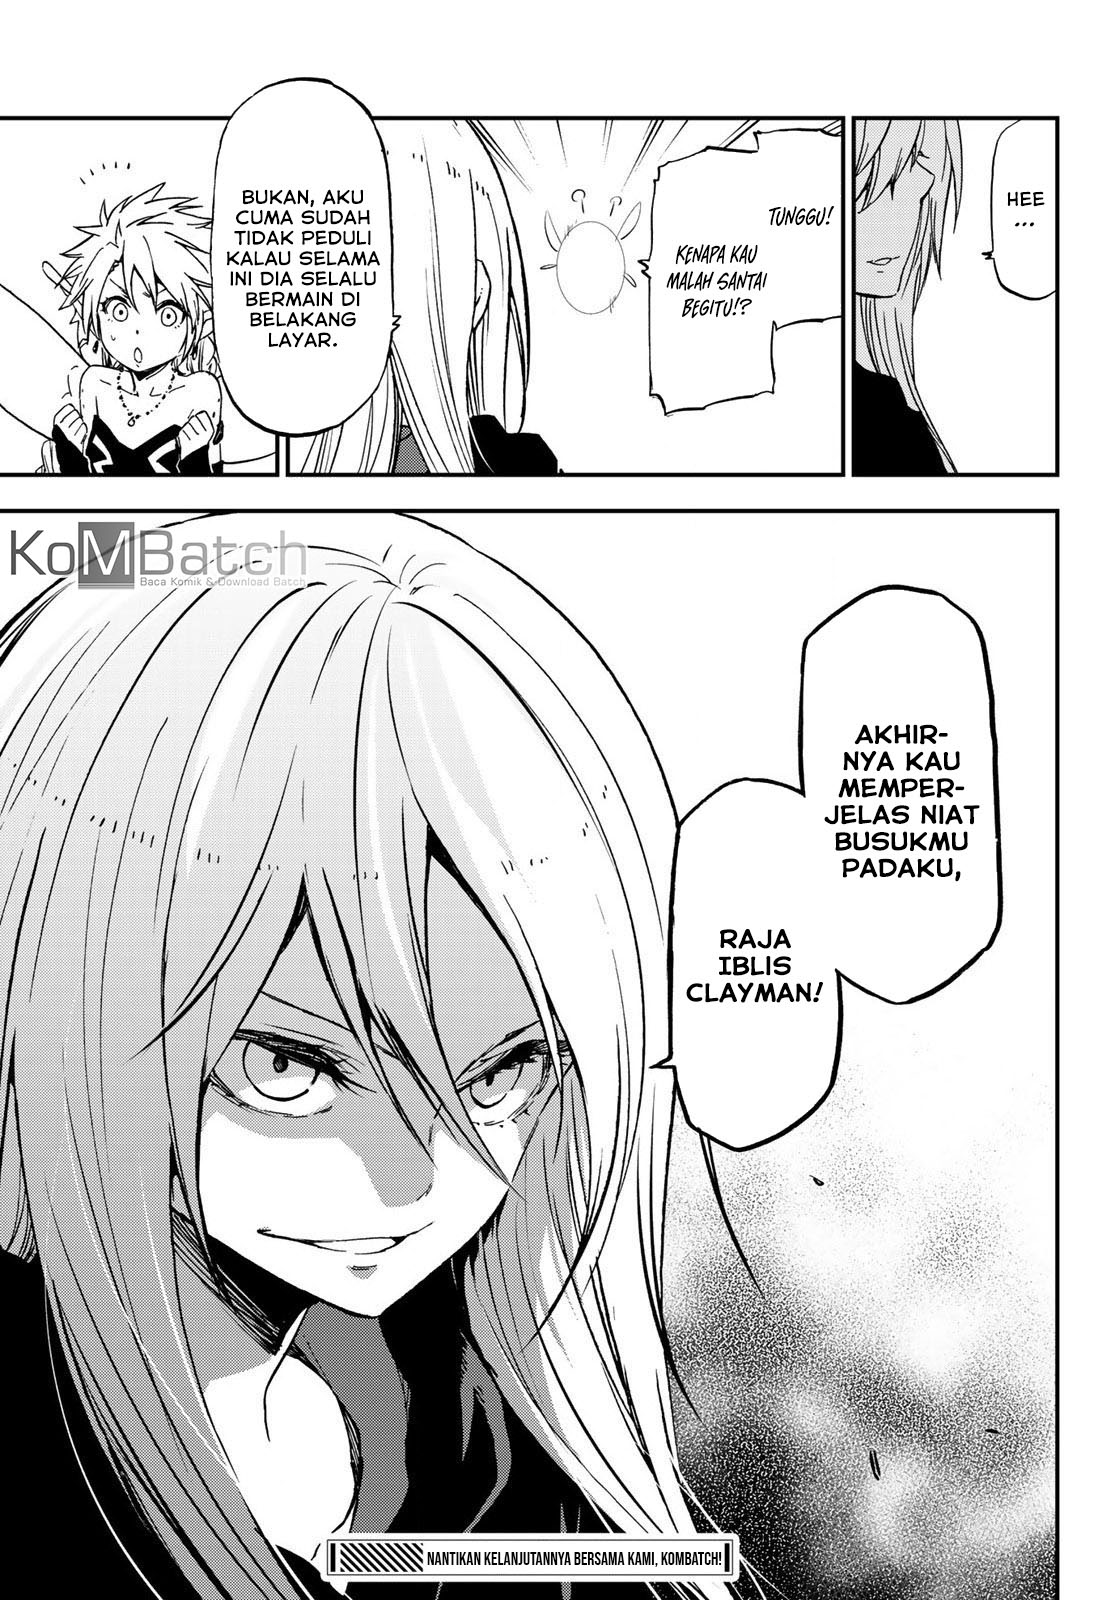 HEE
...
TUNGGU!
KENAPA KAU
MALAH SANTAI
BEGITU!?
? ?
BUKAN, AKU
CUMA SUDAH
TIDAK PEDULI
KALAU SELAMA
INI DIA SELALU
BERMAIN DI
BELAKANG
LAYAR.
KoMBatch
Baca Komik & Download Batch
AKHIR-
NYA KAU
MEMPER-
JELAS NIAT
BUSUKMU
PADAKU,
RAJA
IBLIS
CLAYMAN!
NANTIKAN KELANJUTANNYA BERSAMA KAMI, KOMBATCH!